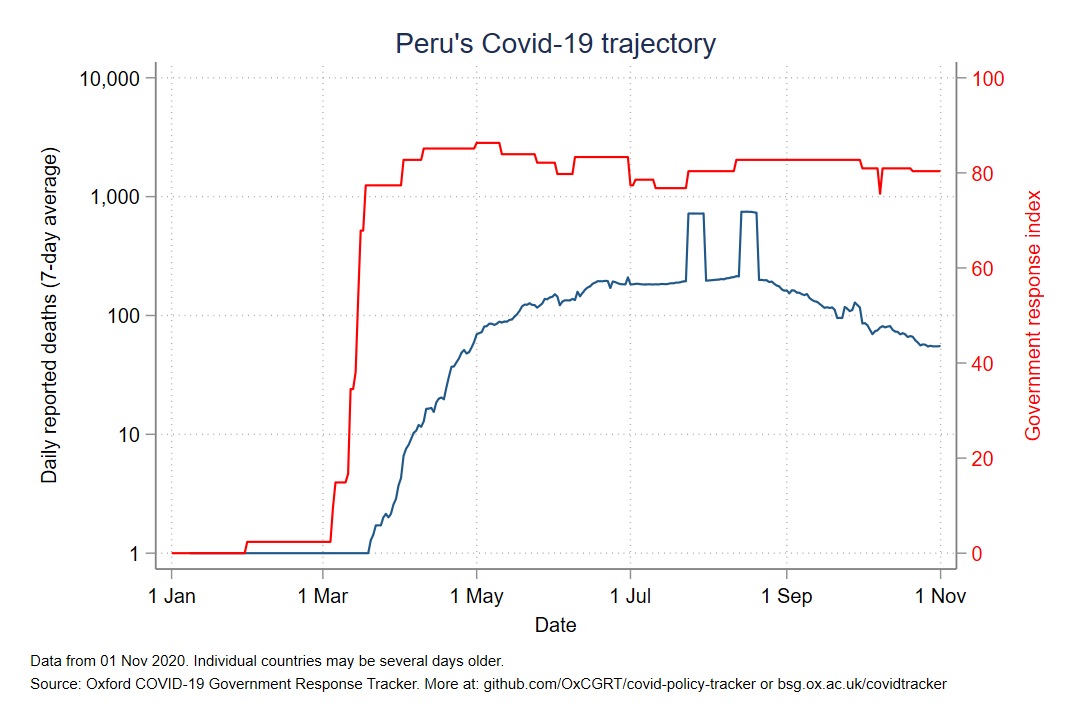 Peru's Covid-19 trajectory
10,000
1,000
100
10
1
Daily reported deaths (7-day average)
100
80
60
40
20
0
Government response index
1 Jan
1 Mar
1 May
1 Jul
1 Sep
1 Nov
Date
Data from 01 Nov 2020. Individual countries may be several days older.
Source: Oxford COVID-19 Government Response Tracker. More at: github.com/OxCGRT/covid-policy-tracker or bsg.ox.ac.uk/covidtracker